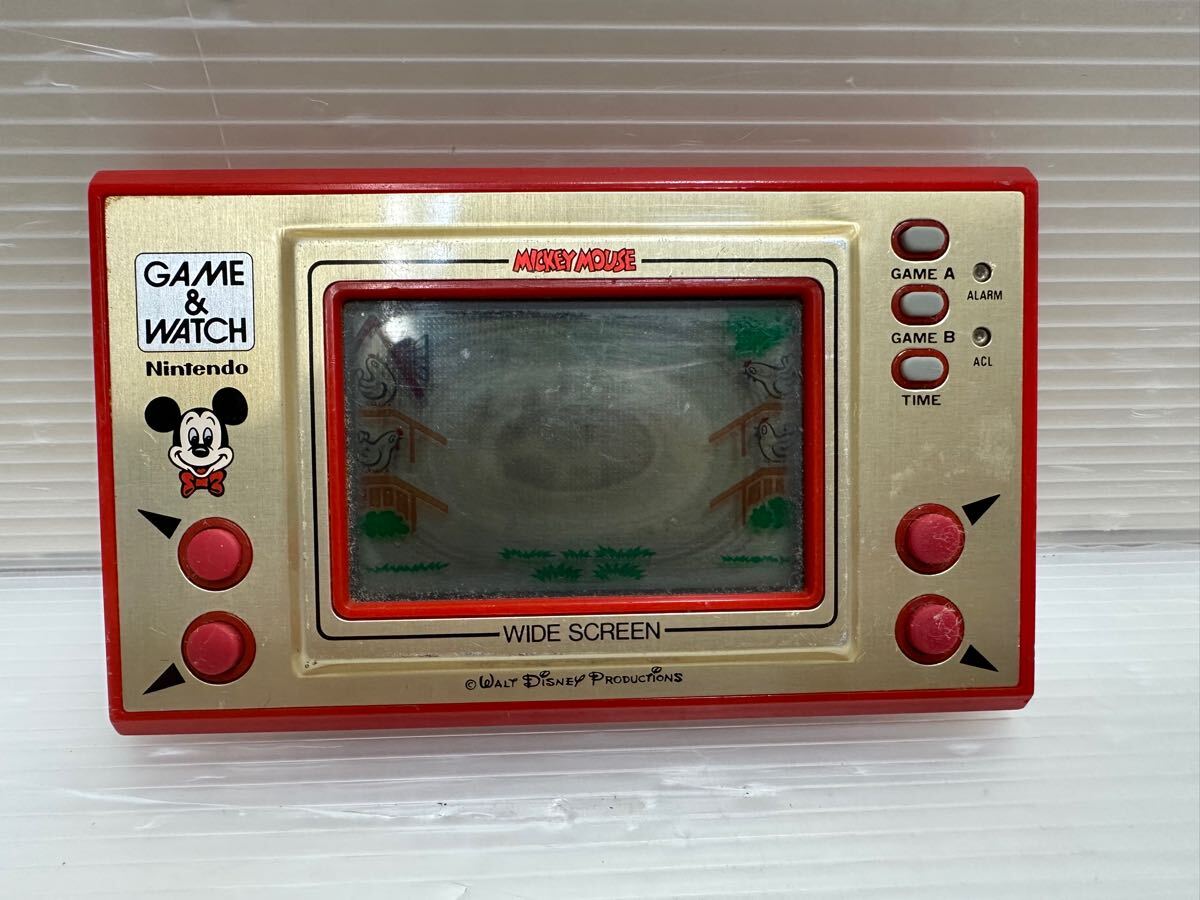 GAME
&
WATCH
Nintendo
MICKEY MOUSE
GAME A
ALARM
GAME B
ACL
TIME
WIDE SCREEN
© WALT DISNEY PRODUCTIONS